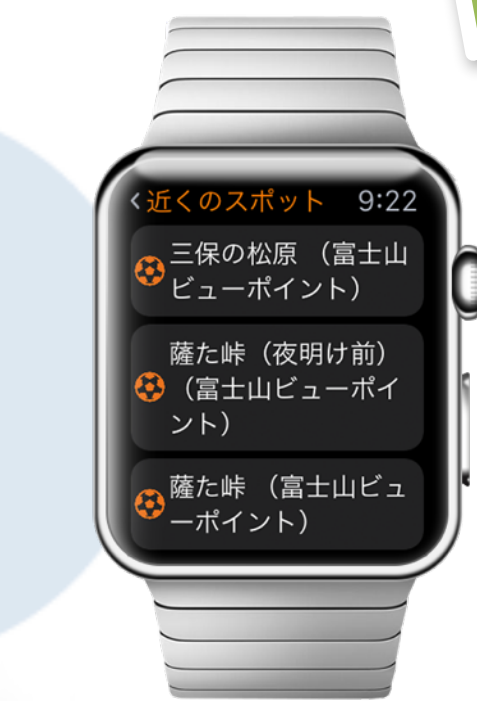 <近くのスポット 9:22
三保の松原 （富士山
ビューポイント）
薩た峠（夜明け前）
（富士山ビューポイ
ント）
薩た峠 （富士山ビュ
ーポイント）